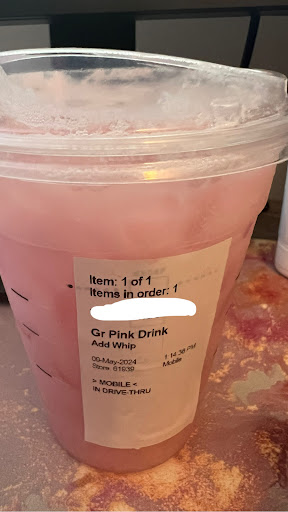 Item: 1 of 1
Items in order: 1
Gr Pink Drink
Add Whip
09-May-2024 1:14:38 PM
Store: 61939 Mobile
> MOBILE <
IN DRIVE-THRU